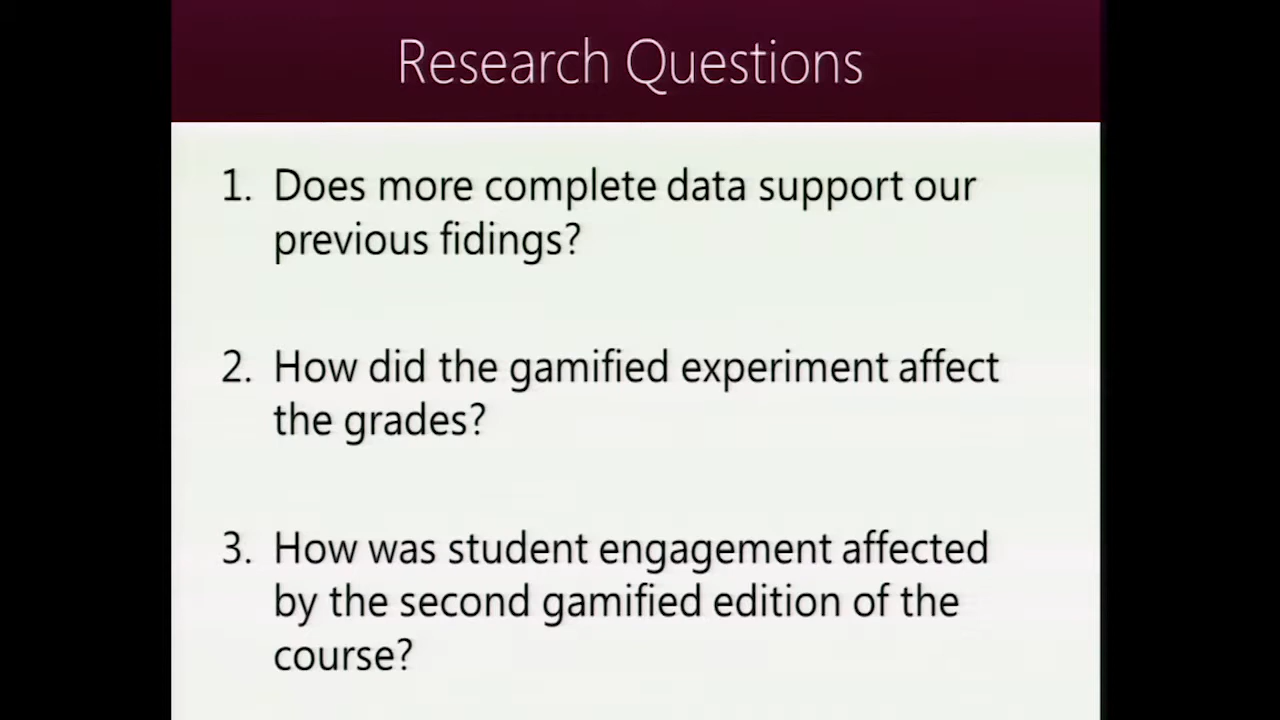 Research Questions
1. Does more complete data support our
previous fidings?
2. How did the gamified experiment affect
the grades?
3. How was student engagement affected
by the second gamified edition of the
course?